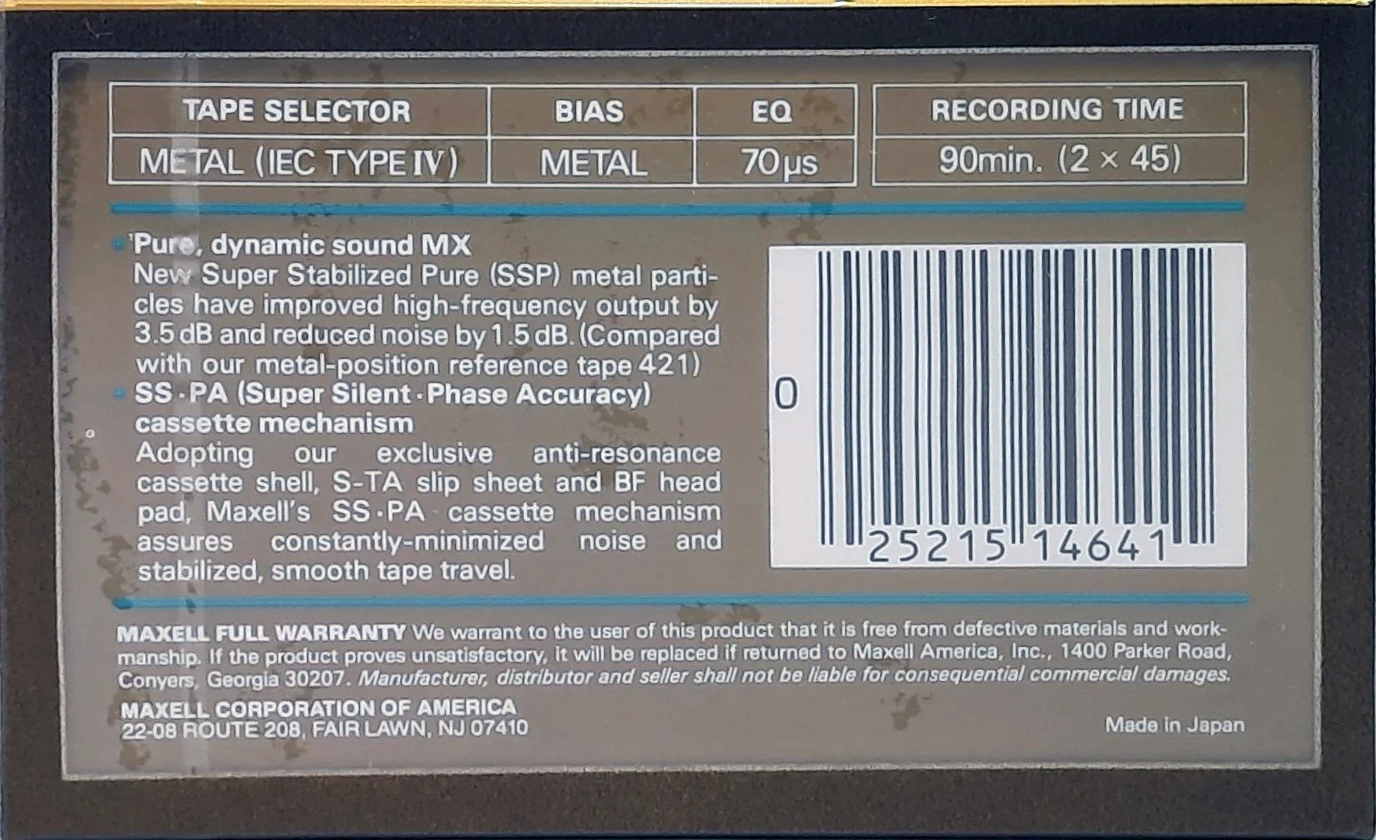 TAPE SELECTOR BIAS EQ RECORDING TIME
METAL (IEC TYPE IV) METAL 70µs 90min. (2 × 45)
Pure, dynamic sound MX
New Super Stabilized Pure (SSP) metal parti-
cles have improved high-frequency output by
3.5 dB and reduced noise by 1.5 dB. (Compared
with our metal-position reference tape 421)
SS·PA (Super Silent·Phase Accuracy)
cassette mechanism
Adopting our exclusive anti-resonance
cassette shell, S-TA slip sheet and BF head
pad, Maxell's SS·PA cassette mechanism
assures constantly-minimized noise and
stabilized, smooth tape travel.
0 25215 14641
MAXELL FULL WARRANTY We warrant to the user of this product that it is free from defective materials and work-
manship. If the product proves unsatisfactory, it will be replaced if returned to Maxell America, Inc., 1400 Parker Road,
Conyers, Georgia 30207. Manufacturer, distributor and seller shall not be liable for consequential commercial damages.
MAXELL CORPORATION OF AMERICA
22-08 ROUTE 208, FAIR LAWN, NJ 07410
Made in Japan